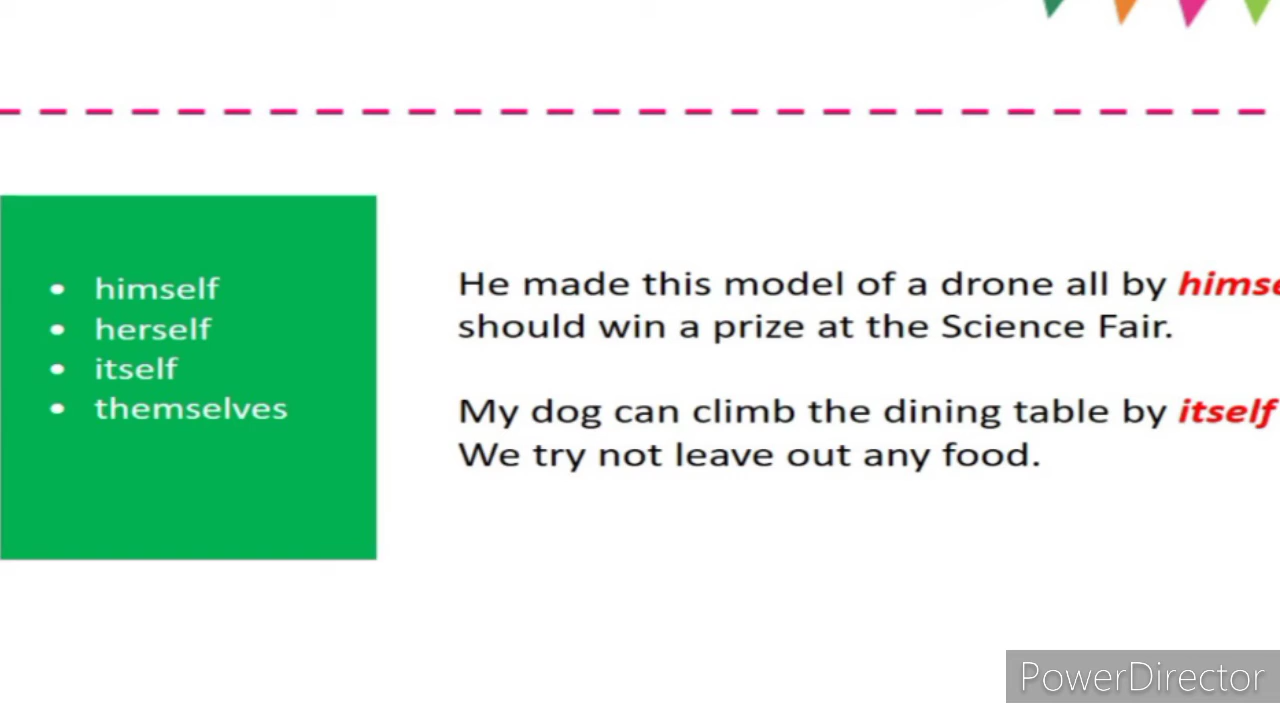 • himself
• herself
• itself
• themselves
He made this model of a drone all by
should win a prize at the Science Fair.
My dog can climb the dining table by itself
We try not leave out any food.
PowerDirector